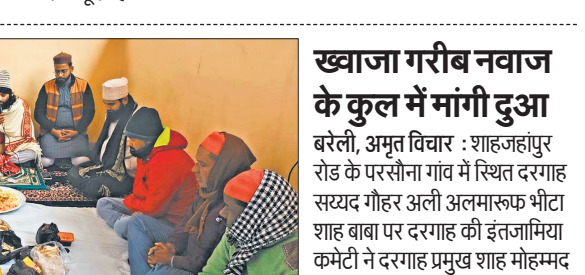 ख्वाजा गरीब नवाज
के कुल में मांगी दुआ
बरेली, अमृत विचार : शाहजहांपुर
रोड के परसौना गांव में स्थित दरगाह
सय्यद गौहर अली अलमारूफ भीटा
शाह बाबा पर दरगाह की इंतजामिया
कमेटी ने दरगाह प्रमुख शाह मोहम्मद